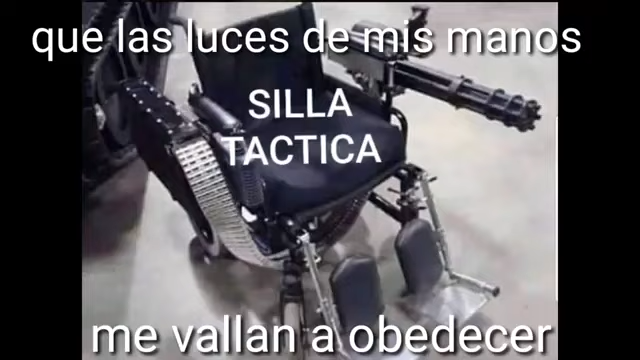 que las luces de mis manos
SILLA
TACTICA
me vallan a obedecer